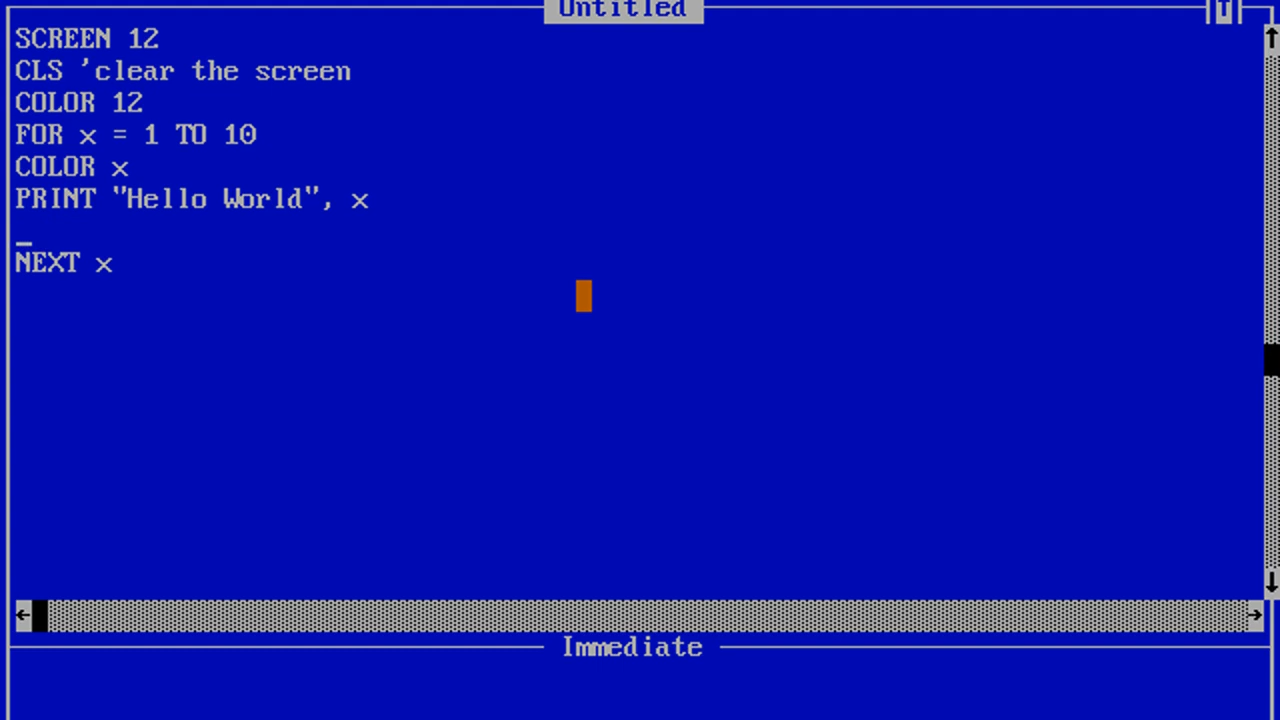 Untitled
↑
SCREEN 12
CLS 'clear the screen
COLOR 12
FOR x = 1 TO 10
COLOR x
PRINT "Hello World", x
_
NEXT x
Immediate